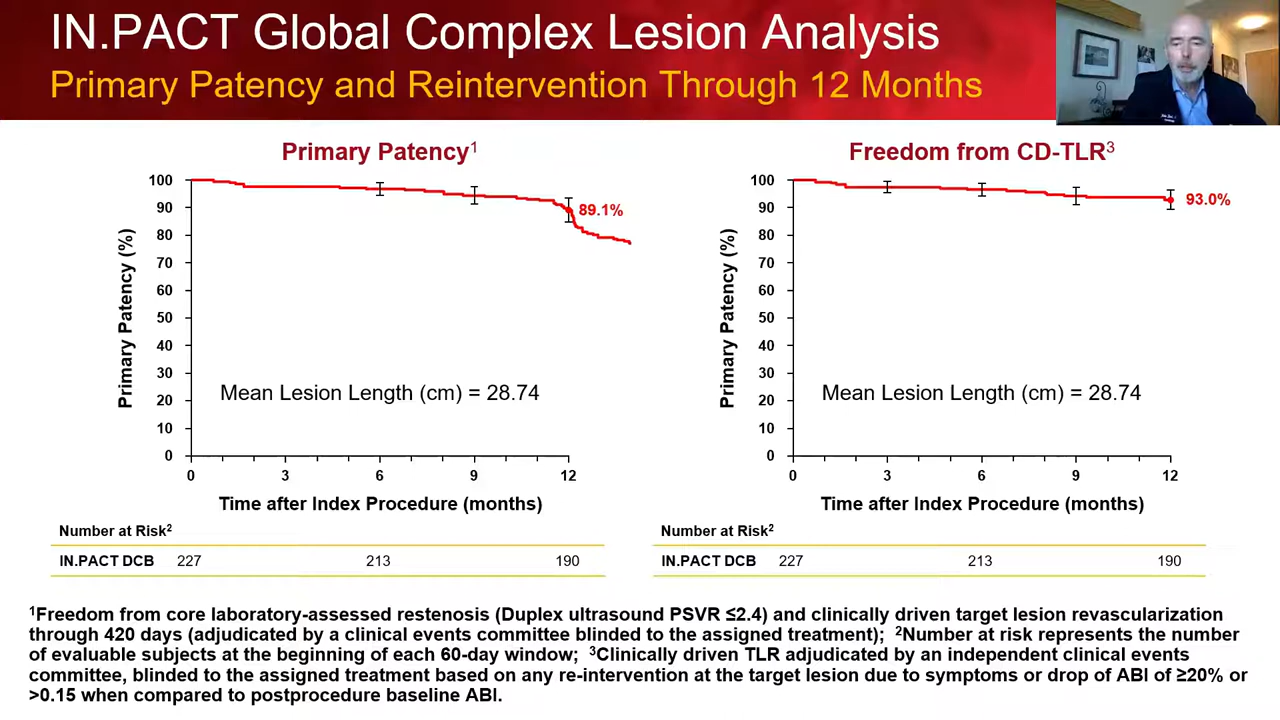 IN.PACT Global Complex Lesion Analysis
Primary Patency and Reintervention Through 12 Months
Primary Patency¹
Primary Patency (%)
100
90
80
70
60
50
40
30
20
10
0
89.1%
Mean Lesion Length (cm) = 28.74
0 3 6 9 12
Time after Index Procedure (months)
Number at Risk²
IN.PACT DCB 227 213 190
Freedom from CD-TLR³
Primary Patency (%)
100
90
80
70
60
50
40
30
20
10
0
93.0%
Mean Lesion Length (cm) = 28.74
0 3 6 9 12
Time after Index Procedure (months)
Number at Risk²
IN.PACT DCB 227 213 190
¹Freedom from core laboratory-assessed restenosis (Duplex ultrasound PSVR ≤2.4) and clinically driven target lesion revascularization
through 420 days (adjudicated by a clinical events committee blinded to the assigned treatment); ²Number at risk represents the number
of evaluable subjects at the beginning of each 60-day window; ³Clinically driven TLR adjudicated by an independent clinical events
committee, blinded to the assigned treatment based on any re-intervention at the target lesion due to symptoms or drop of ABI of ≥20% or
>0.15 when compared to postprocedure baseline ABI.